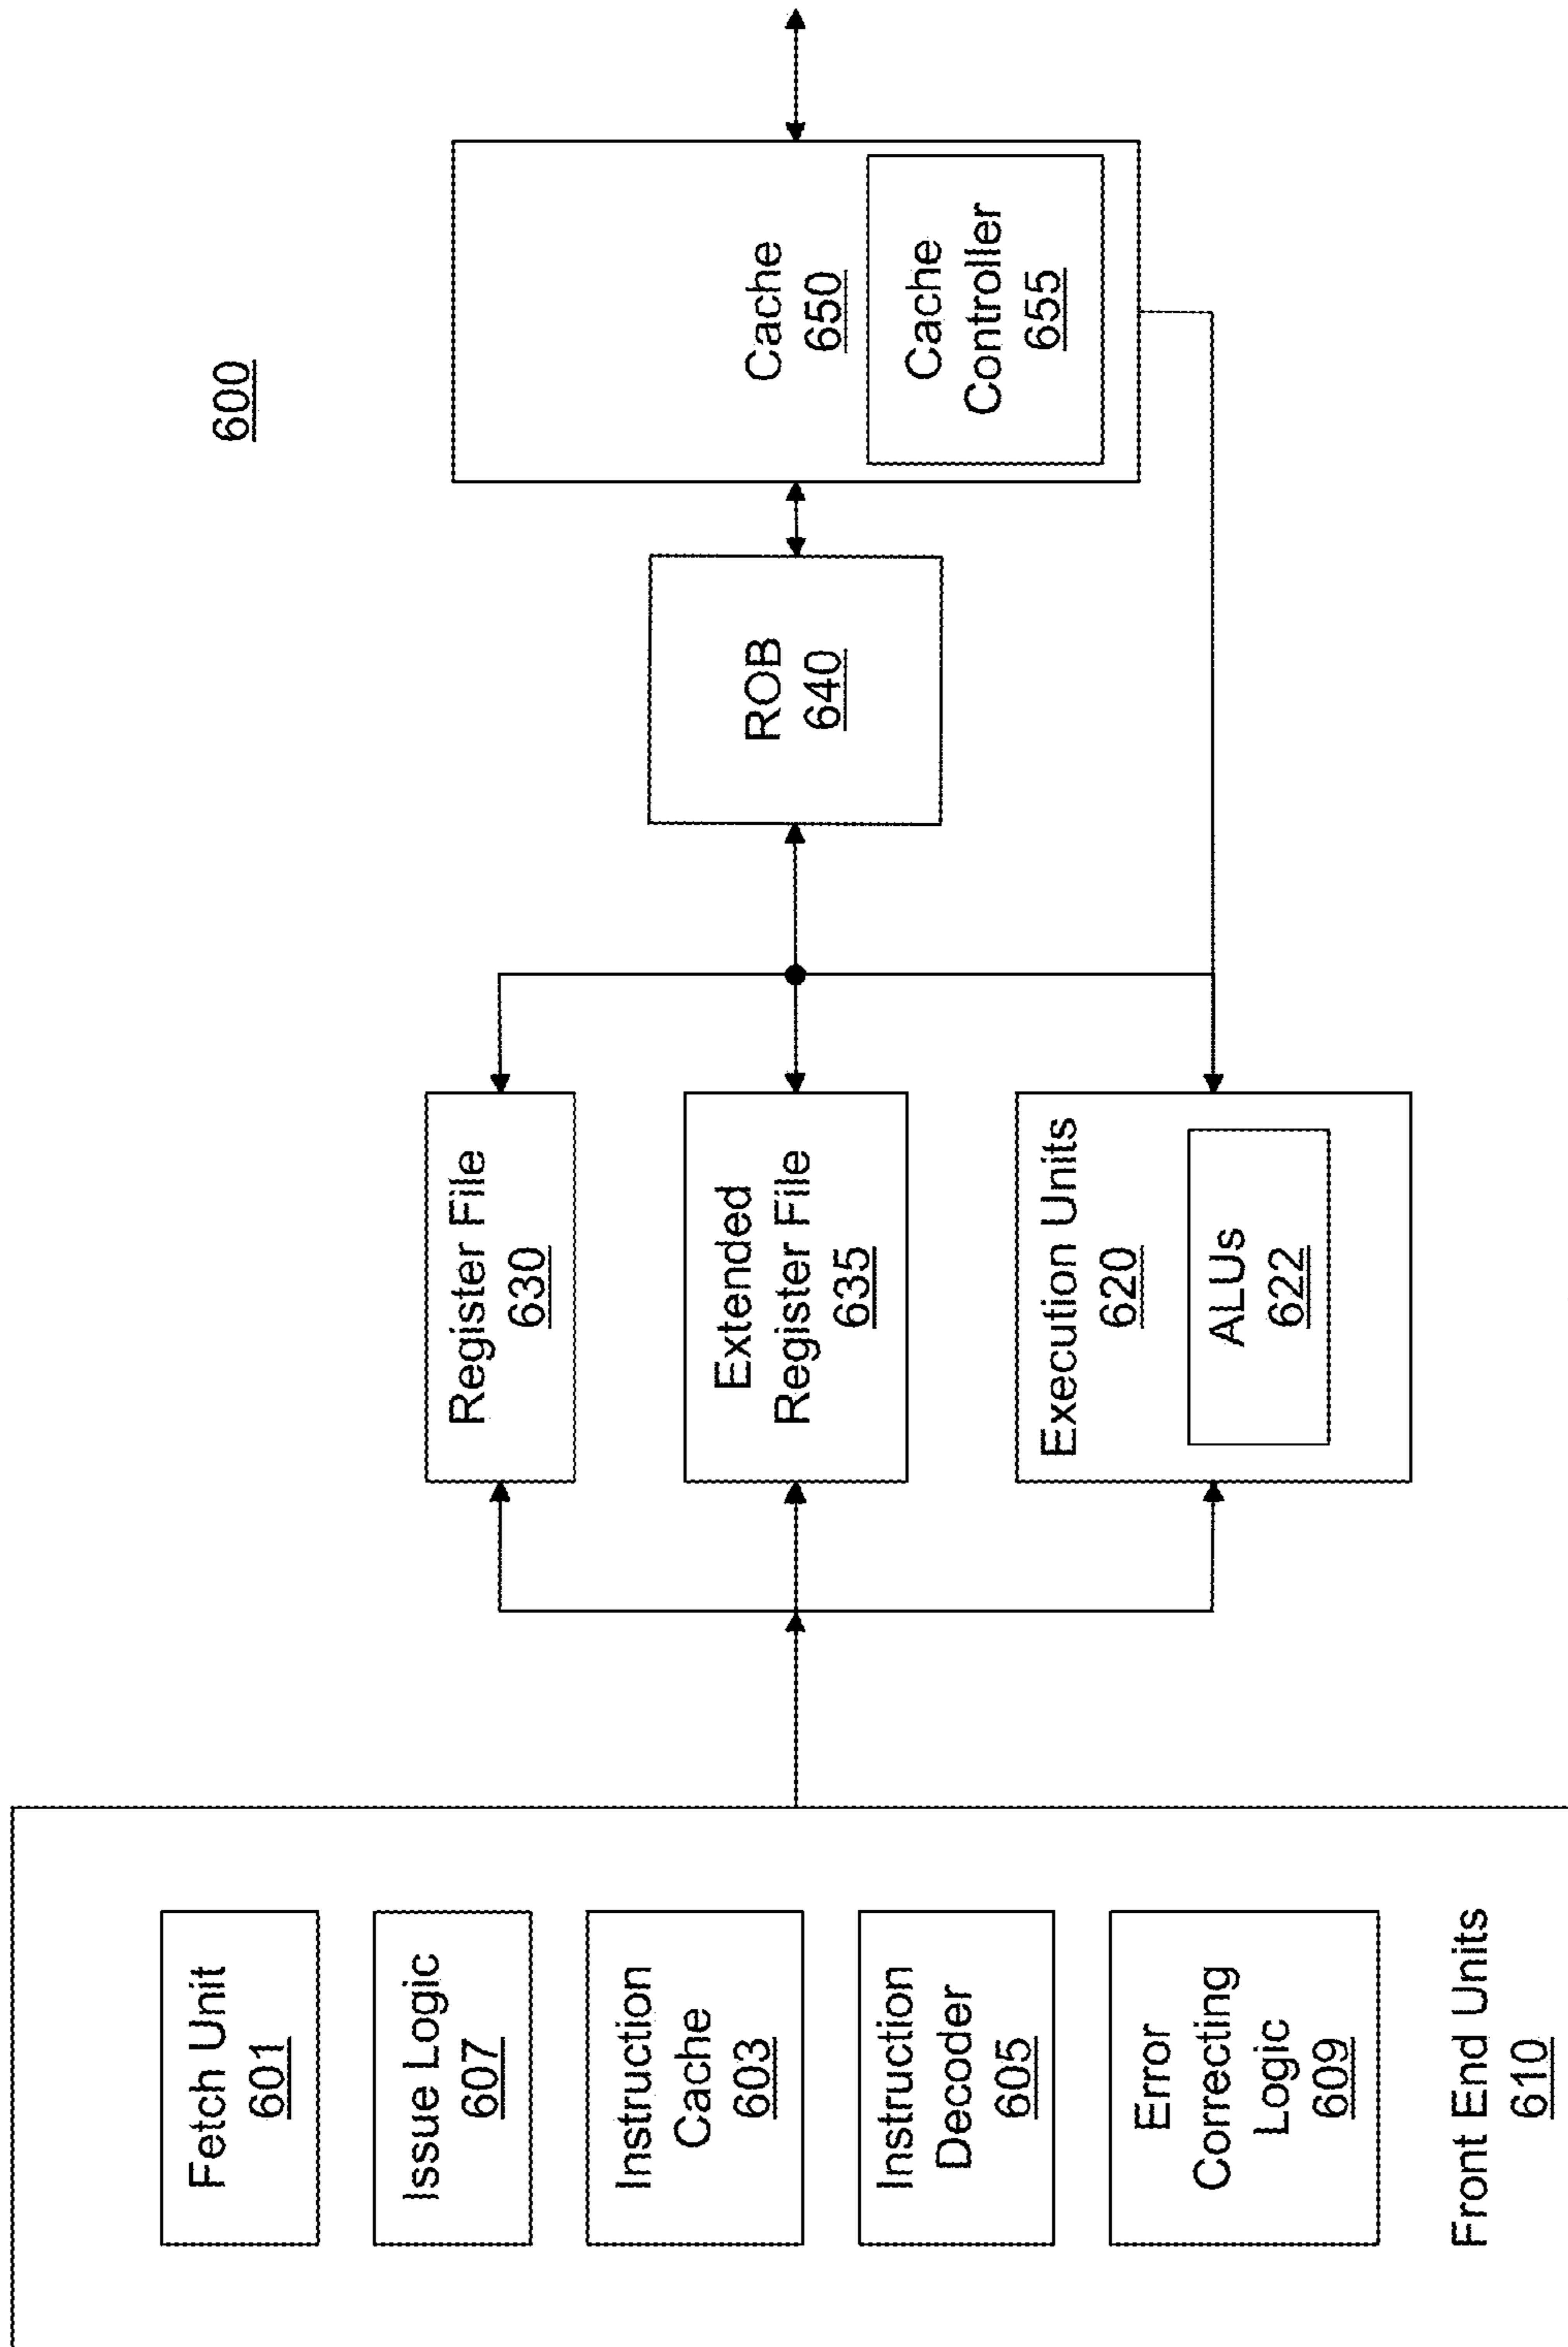 600
Fetch Unit
601
Issue Logic
607
Instruction
Cache
603
Instruction
Decoder
605
Error
Correcting
Logic
609
Front End Units
610
Register File
630
Extended
Register File
635
Execution Units
620
ALUs
622
ROB
640
Cache
650
Cache
Controller
655